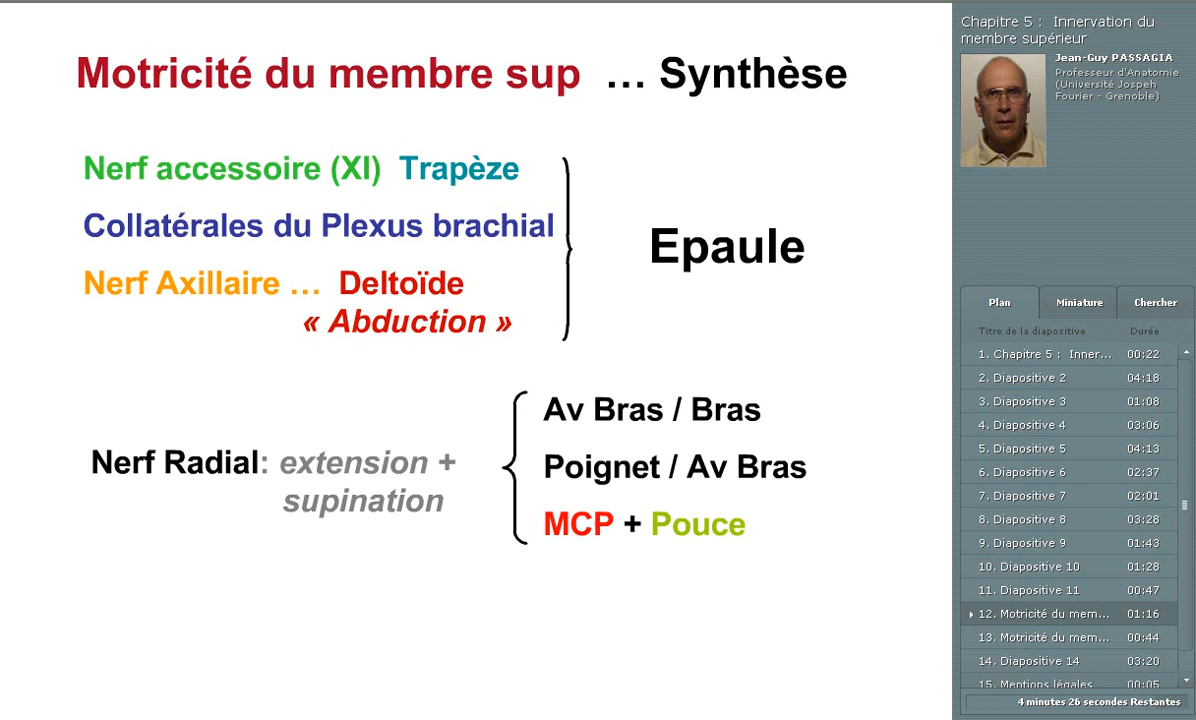 Motricité du membre sup … Synthèse
Nerf accessoire (XI) Trapèze
Collatérales du Plexus brachial
Nerf Axillaire … Deltoïde
« Abduction »
Epaule
Nerf Radial: extension +
supination
Av Bras / Bras
Poignet / Av Bras
MCP + Pouce
Chapitre 5 : Innervation du
membre supérieur
Jean-Guy PASSAGIA
Professeur d'Anatomie
(Université Jospeh
Fourier - Grenoble)
Plan Miniature Chercher
Titre de la diapositive Durée
1. Chapitre 5 : Inner... 00:22
2. Diapositive 2 04:18
3. Diapositive 3 01:08
4. Diapositive 4 03:06
5. Diapositive 5 04:13
6. Diapositive 6 02:37
7. Diapositive 7 02:01
8. Diapositive 8 03:28
9. Diapositive 9 01:43
10. Diapositive 10 01:28
11. Diapositive 11 00:47
12. Motricité du mem... 01:16
13. Motricité du mem... 00:44
14. Diapositive 14 03:20
15. Mentions légales 00:05
4 minutes 26 secondes Restantes